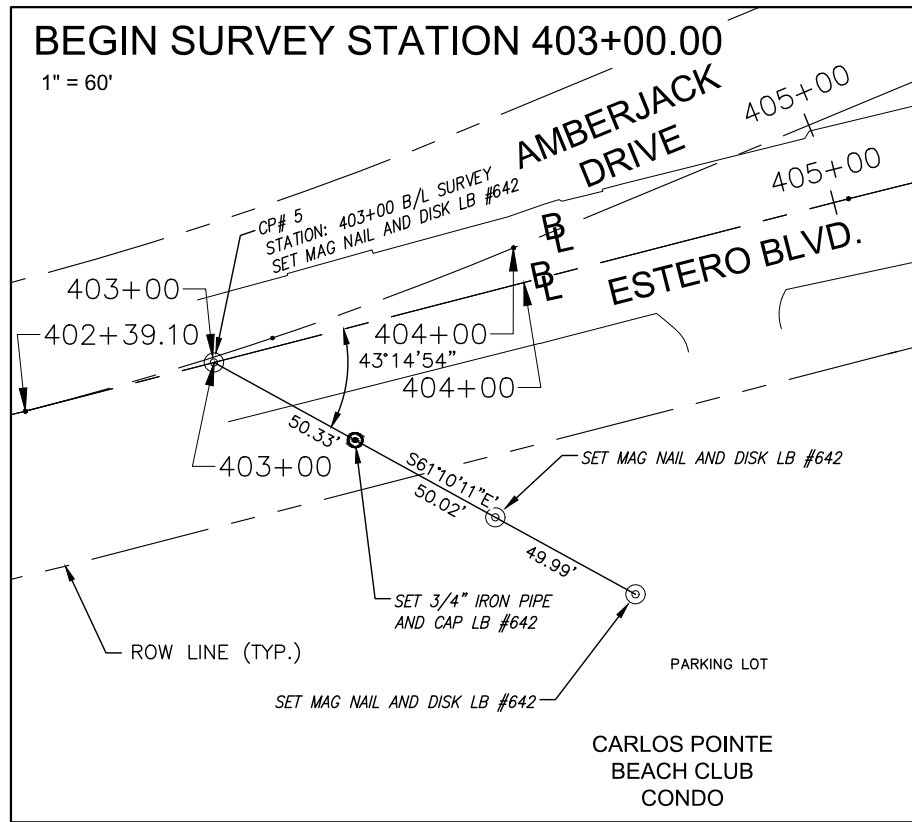 BEGIN SURVEY STATION 403+00.00
1" = 60'
AMBERJACK
DRIVE
405+00
405+00
CP# 5
STATION: 403+00 B/L SURVEY
SET MAG NAIL AND DISK LB #642
BL
BL
ESTERO BLVD.
403+00
402+39.10
404+00
43°14'54"
404+00
403+00
50.33'
S61°10'11"E'
50.02'
SET MAG NAIL AND DISK LB #642
49.99'
SET 3/4" IRON PIPE
AND CAP LB #642
ROW LINE (TYP.)
PARKING LOT
SET MAG NAIL AND DISK LB #642
CARLOS POINTE
BEACH CLUB
CONDO